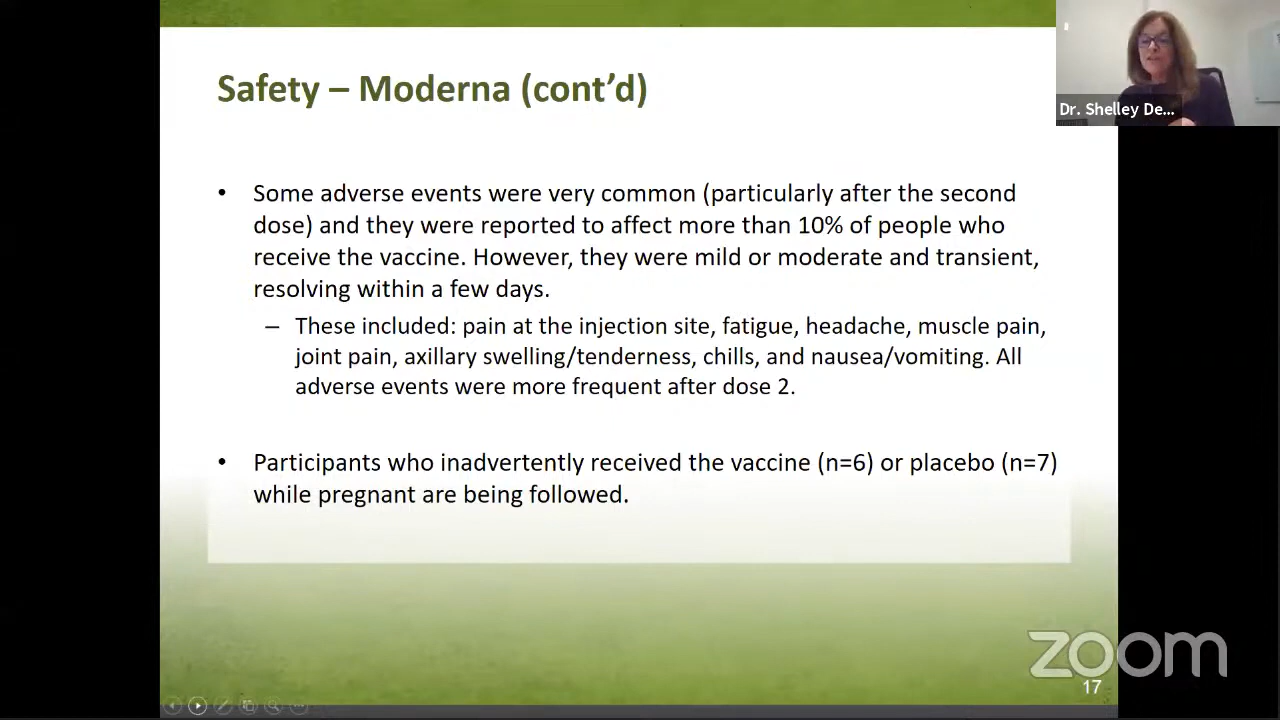 Safety – Moderna (cont’d)
Dr. Shelley De...
• Some adverse events were very common (particularly after the second
dose) and they were reported to affect more than 10% of people who
receive the vaccine. However, they were mild or moderate and transient,
resolving within a few days.
– These included: pain at the injection site, fatigue, headache, muscle pain,
joint pain, axillary swelling/tenderness, chills, and nausea/vomiting. All
adverse events were more frequent after dose 2.
• Participants who inadvertently received the vaccine (n=6) or placebo (n=7)
while pregnant are being followed.
zoom
17